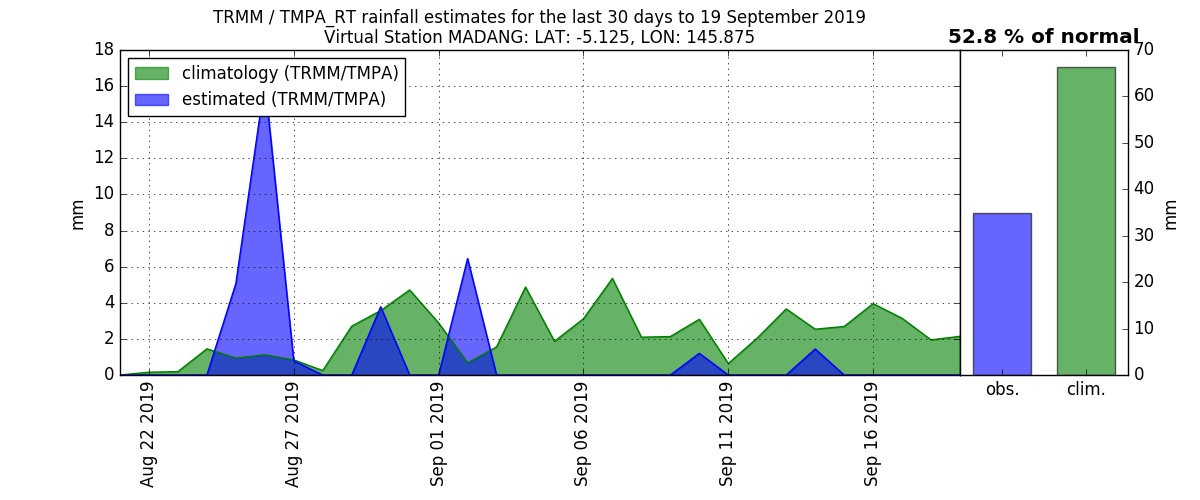 TRMM / TMPA_RT rainfall estimates for the last 30 days to 19 September 2019
Virtual Station MADANG: LAT: -5.125, LON: 145.875
52.8 % of normal
climatology (TRMM/TMPA)
estimated (TRMM/TMPA)
mm
18
16
14
12
10
8
6
4
2
0
Aug 22 2019
Aug 27 2019
Sep 01 2019
Sep 06 2019
Sep 11 2019
Sep 16 2019
obs.
clim.
70
60
50
40
30
20
10
0
mm